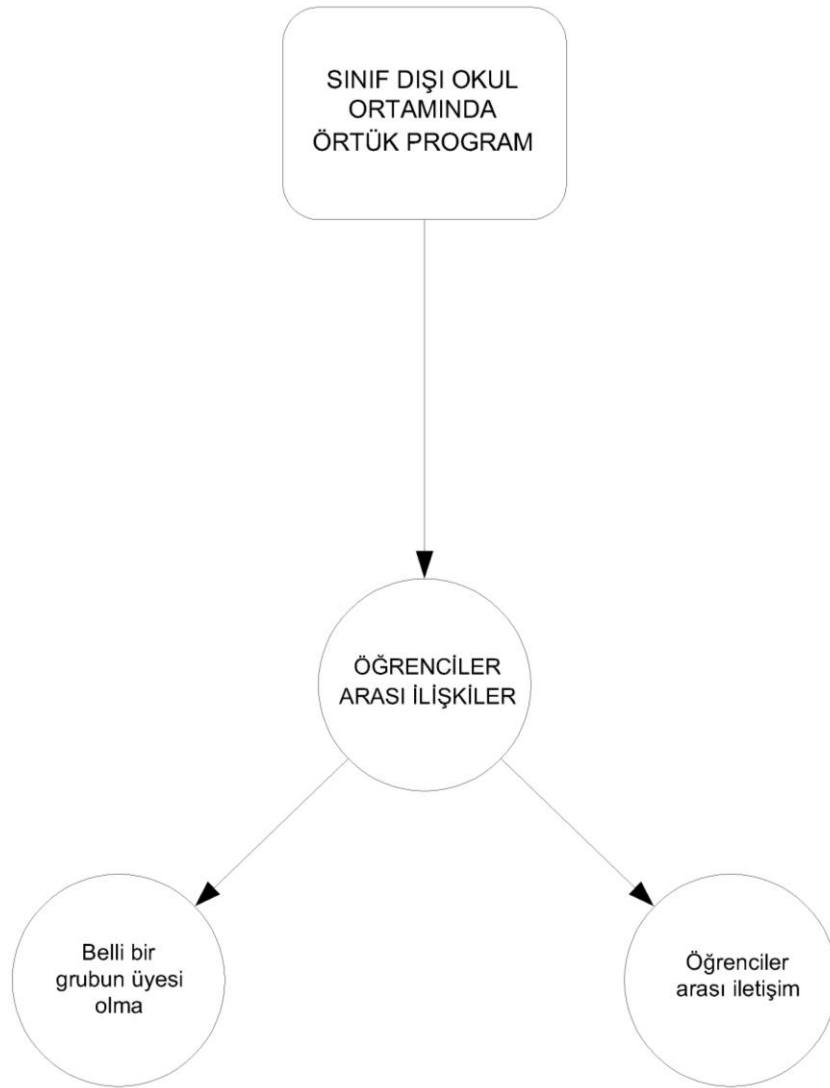 SINIF DIŞI OKUL
ORTAMINDA
ÖRTÜK PROGRAM
ÖĞRENCİLER
ARASI İLİŞKİLER
Belli bir
grubun üyesi
olma
Öğrenciler
arası iletişim